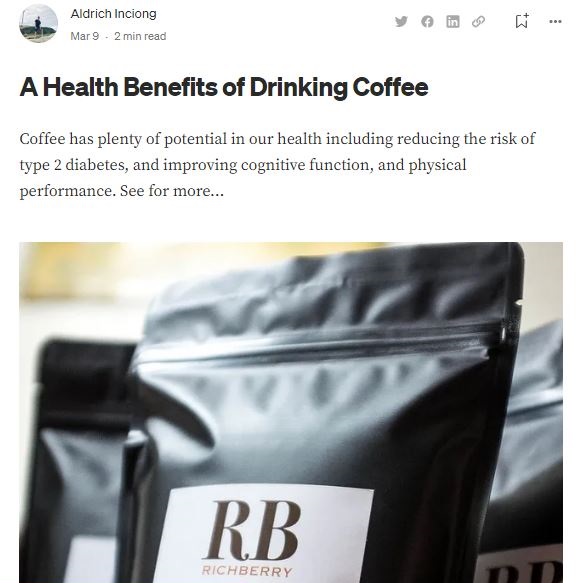 Aldrich Inciong
Mar 9 · 2 min read
A Health Benefits of Drinking Coffee
Coffee has plenty of potential in our health including reducing the risk of
type 2 diabetes, and improving cognitive function, and physical
performance. See for more...
RB
RICHBERRY
RB